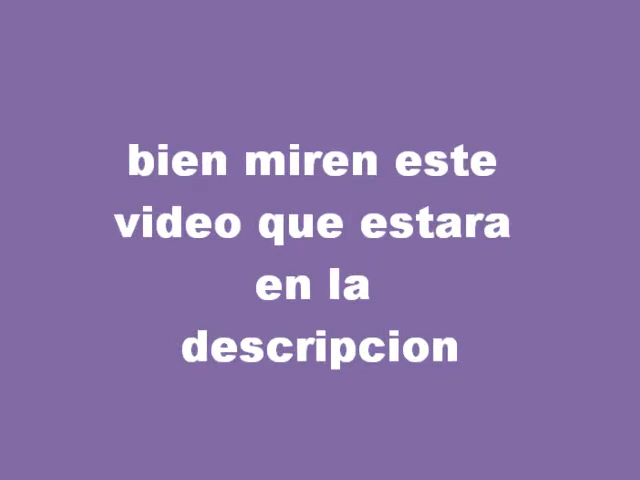 bien miren este
video que estara
en la
descripcion